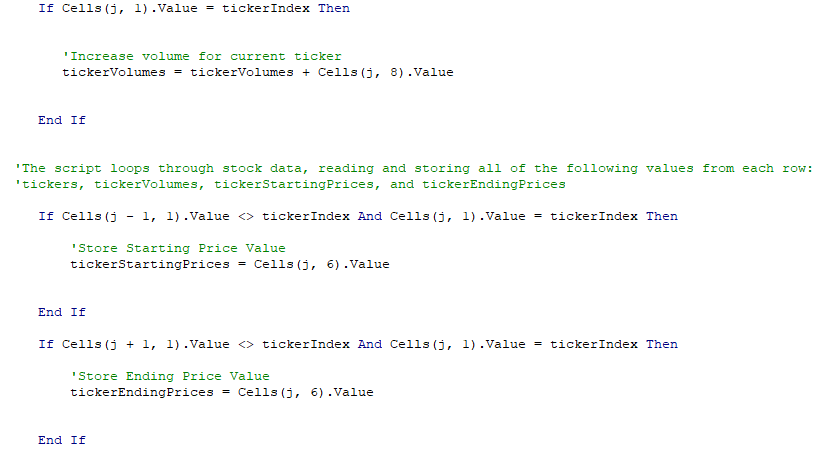 If Cells(j, 1).Value = tickerIndex Then
'Increase volume for current ticker
tickerVolumes = tickerVolumes + Cells(j, 8).Value
End If
'The script loops through stock data, reading and storing all of the following values from each row:
'tickers, tickerVolumes, tickerStartingPrices, and tickerEndingPrices
If Cells(j - 1, 1).Value <> tickerIndex And Cells(j, 1).Value = tickerIndex Then
'Store Starting Price Value
tickerStartingPrices = Cells(j, 6).Value
End If
If Cells(j + 1, 1).Value <> tickerIndex And Cells(j, 1).Value = tickerIndex Then
'Store Ending Price Value
tickerEndingPrices = Cells(j, 6).Value
End If